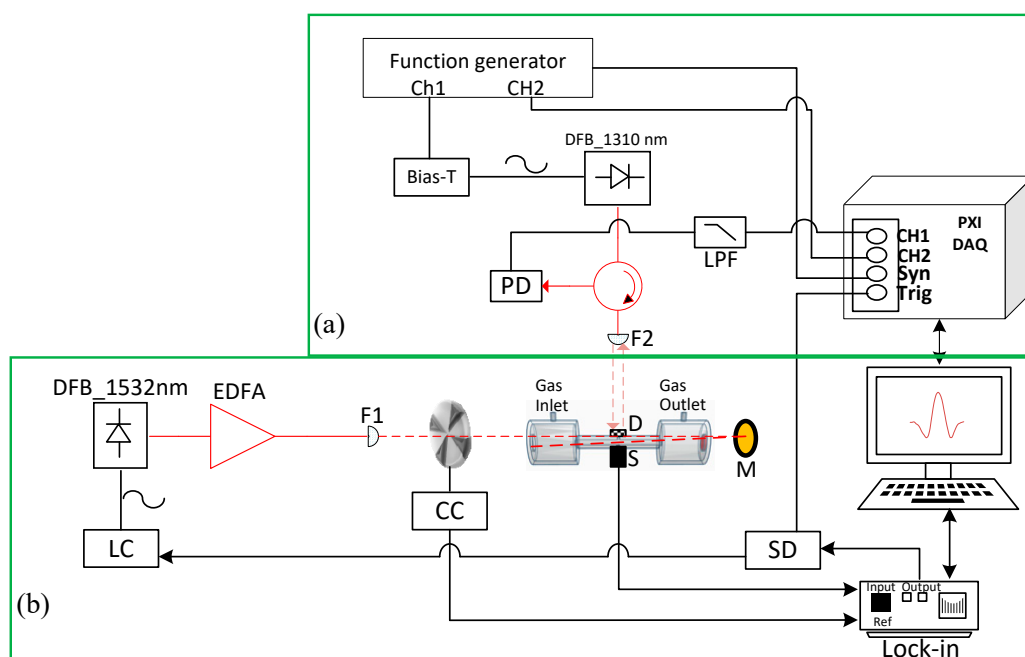 Function generator
Ch1
CH2
DFB_1310 nm
Bias-T
PXI
DAQ
CH1
CH2
Syn
Trig
LPF
PD
(a)
F2
DFB_1532nm
EDFA
F1
Gas
Inlet
Gas
Outlet
D
S
M
CC
LC
SD
(b)
Input
Output
Ref
Lock-in